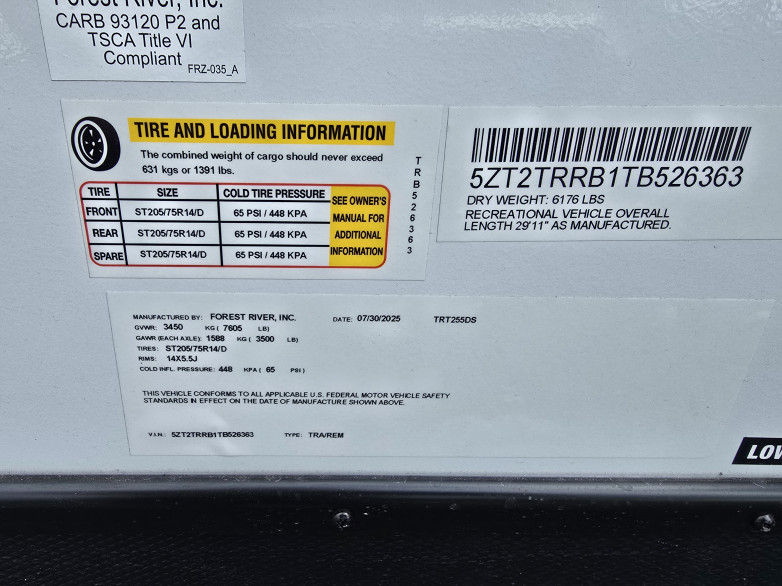 Forest River, Inc.
CARB 93120 P2 and
TSCA Title VI
Compliant
FRZ-035_A
TIRE AND LOADING INFORMATION
The combined weight of cargo should never exceed
631 kgs or 1391 lbs.
TIRE SIZE COLD TIRE PRESSURE
FRONT ST205/75R14/D 65 PSI / 448 KPA
REAR ST205/75R14/D 65 PSI / 448 KPA
SPARE ST205/75R14/D 65 PSI / 448 KPA
SEE OWNER'S
MANUAL FOR
ADDITIONAL
INFORMATION
TRB526363
5ZT2TRRB1TB526363
DRY WEIGHT: 6176 LBS
RECREATIONAL VEHICLE OVERALL
LENGTH 29'11" AS MANUFACTURED.
MANUFACTURED BY: FOREST RIVER, INC. DATE: 07/30/2025 TRT255DS
GVWR: 3450 KG ( 7605 LB)
GAWR (EACH AXLE): 1588 KG ( 3500 LB)
TIRES: ST205/75R14/D
RIMS: 14X5.5J
COLD INFL. PRESSURE: 448 KPA ( 65 PSI )
THIS VEHICLE CONFORMS TO ALL APPLICABLE U.S. FEDERAL MOTOR VEHICLE SAFETY
STANDARDS IN EFFECT ON THE DATE OF MANUFACTURE SHOWN ABOVE.
V.I.N.: 5ZT2TRRB1TB526363 TYPE: TRA/REM